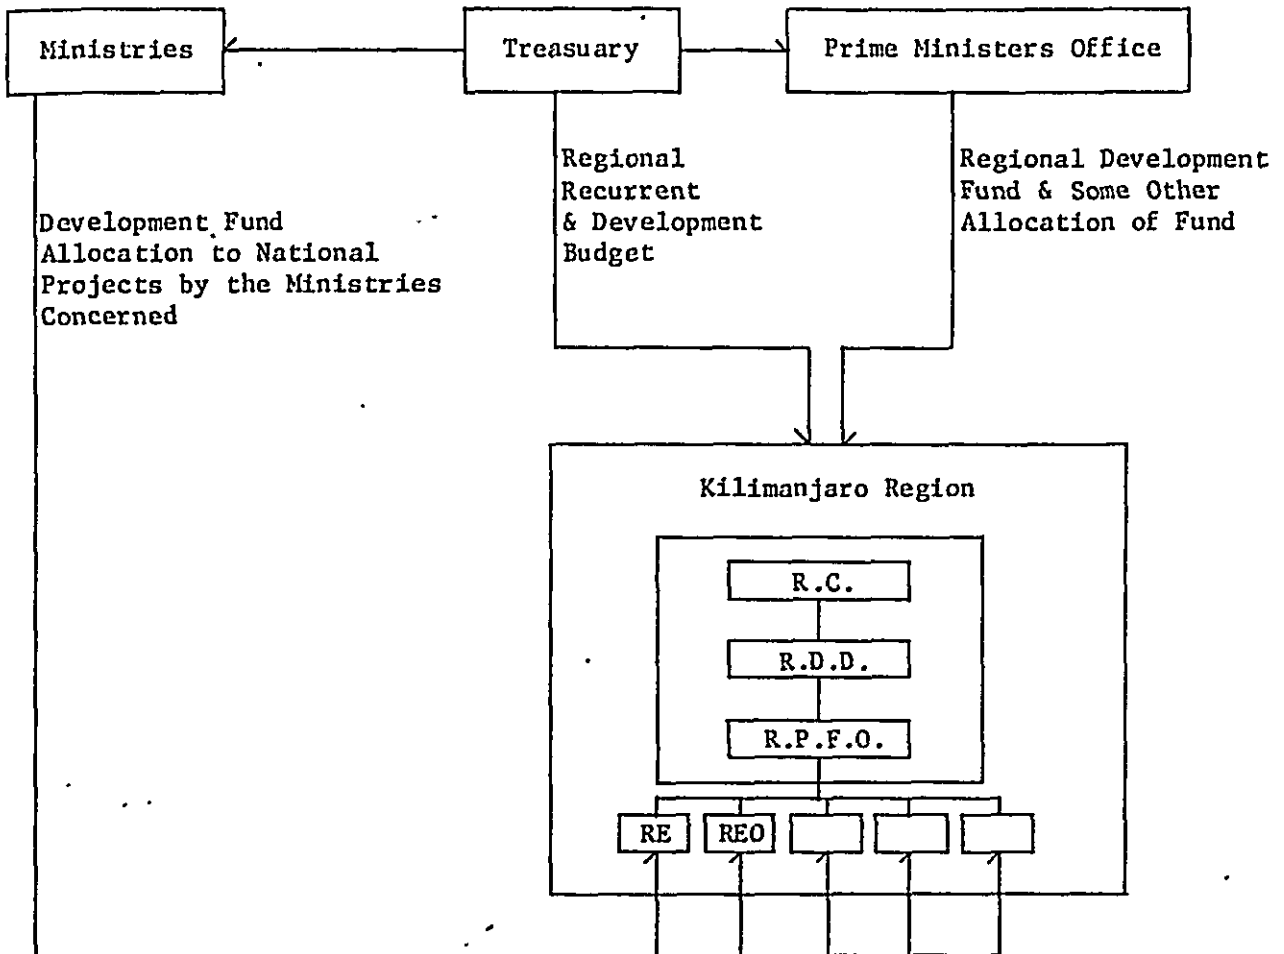 Ministries
Treasuary
Prime Ministers Office
Regional
Recurrent
& Development
Budget
Regional Development
Fund & Some Other
Allocation of Fund
Development Fund
Allocation to National
Projects by the Ministries
Concerned
Kilimanjaro Region
R.C.
R.D.D.
R.P.F.O.
RE
REO